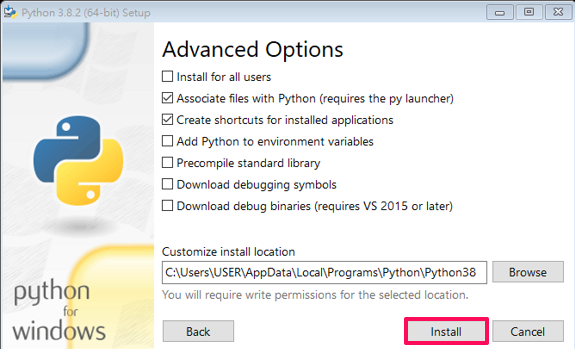 Python 3.8.2 (64-bit) Setup
Advanced Options
Install for all users
Associate files with Python (requires the py launcher)
Create shortcuts for installed applications
Add Python to environment variables
Precompile standard library
Download debugging symbols
Download debug binaries (requires VS 2015 or later)
Customize install location
C:\Users\USER\AppData\Local\Programs\Python\Python38
Browse
You will require write permissions for the selected location.
python
for
windows
Back
Install
Cancel